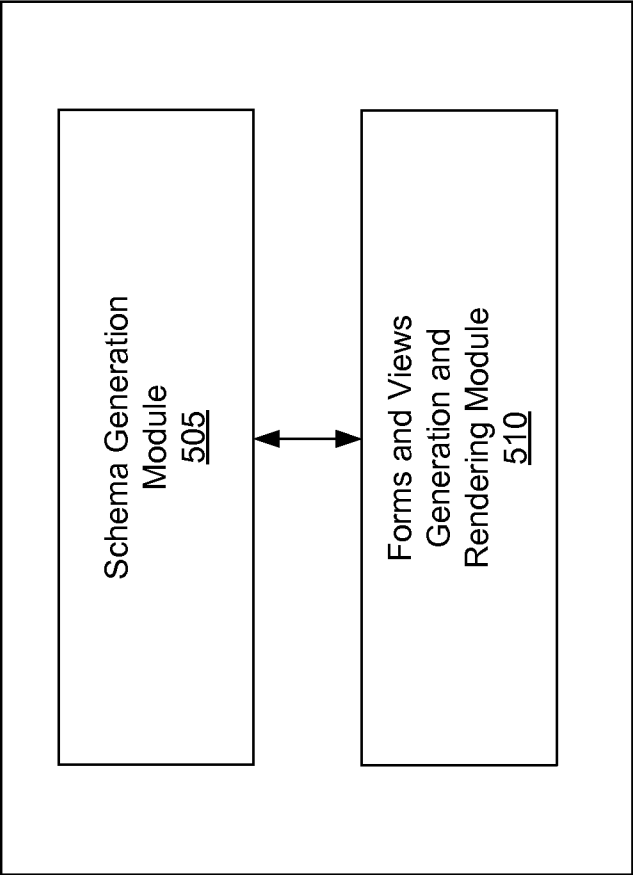 Schema Generation
Module
505
Forms and Views
Generation and
Rendering Module
510